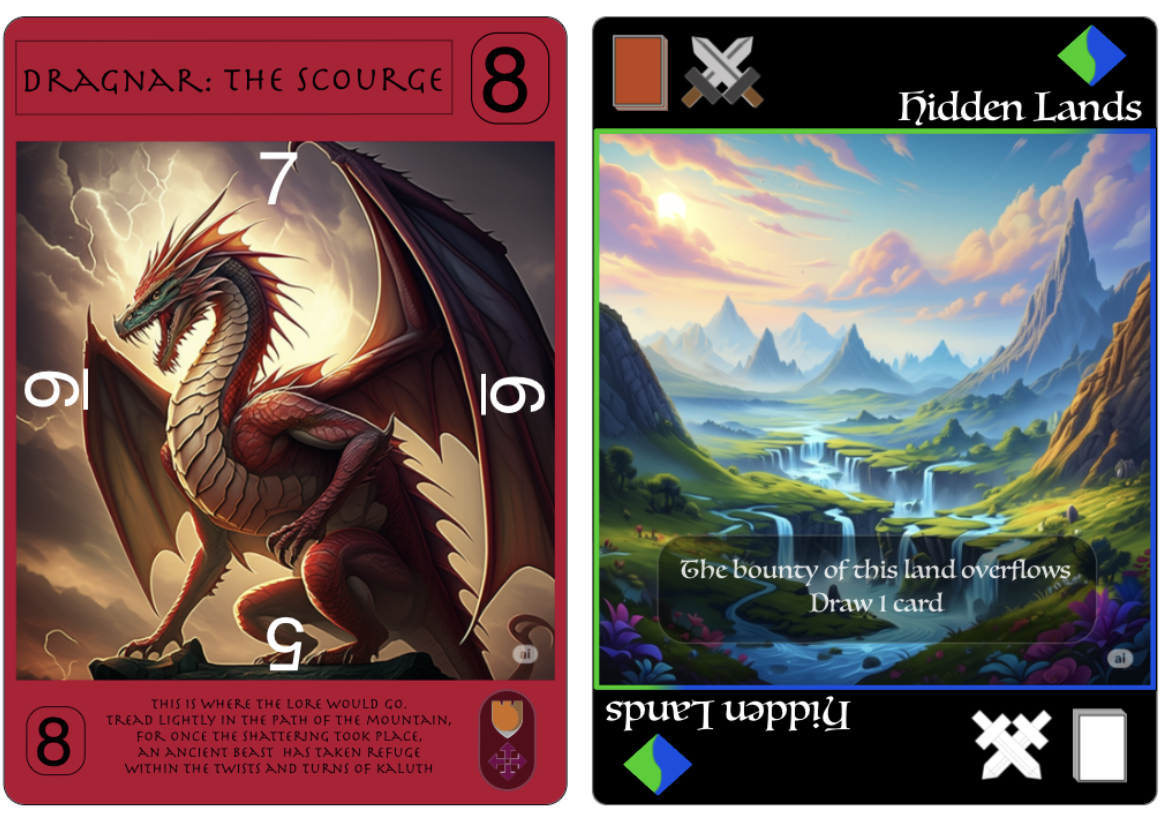 DRAGNAR: THE SCOURGE
8
7
6
6
5
ai
8
THIS IS WHERE THE LORE WOULD GO.
TREAD LIGHTLY IN THE PATH OF THE MOUNTAIN,
FOR ONCE THE SHATTERING TOOK PLACE,
AN ANCIENT BEAST HAS TAKEN REFUGE
WITHIN THE TWISTS AND TURNS OF KALUTH
Hidden Lands
The bounty of this land overflows
Draw 1 card
ai
Hidden Lands